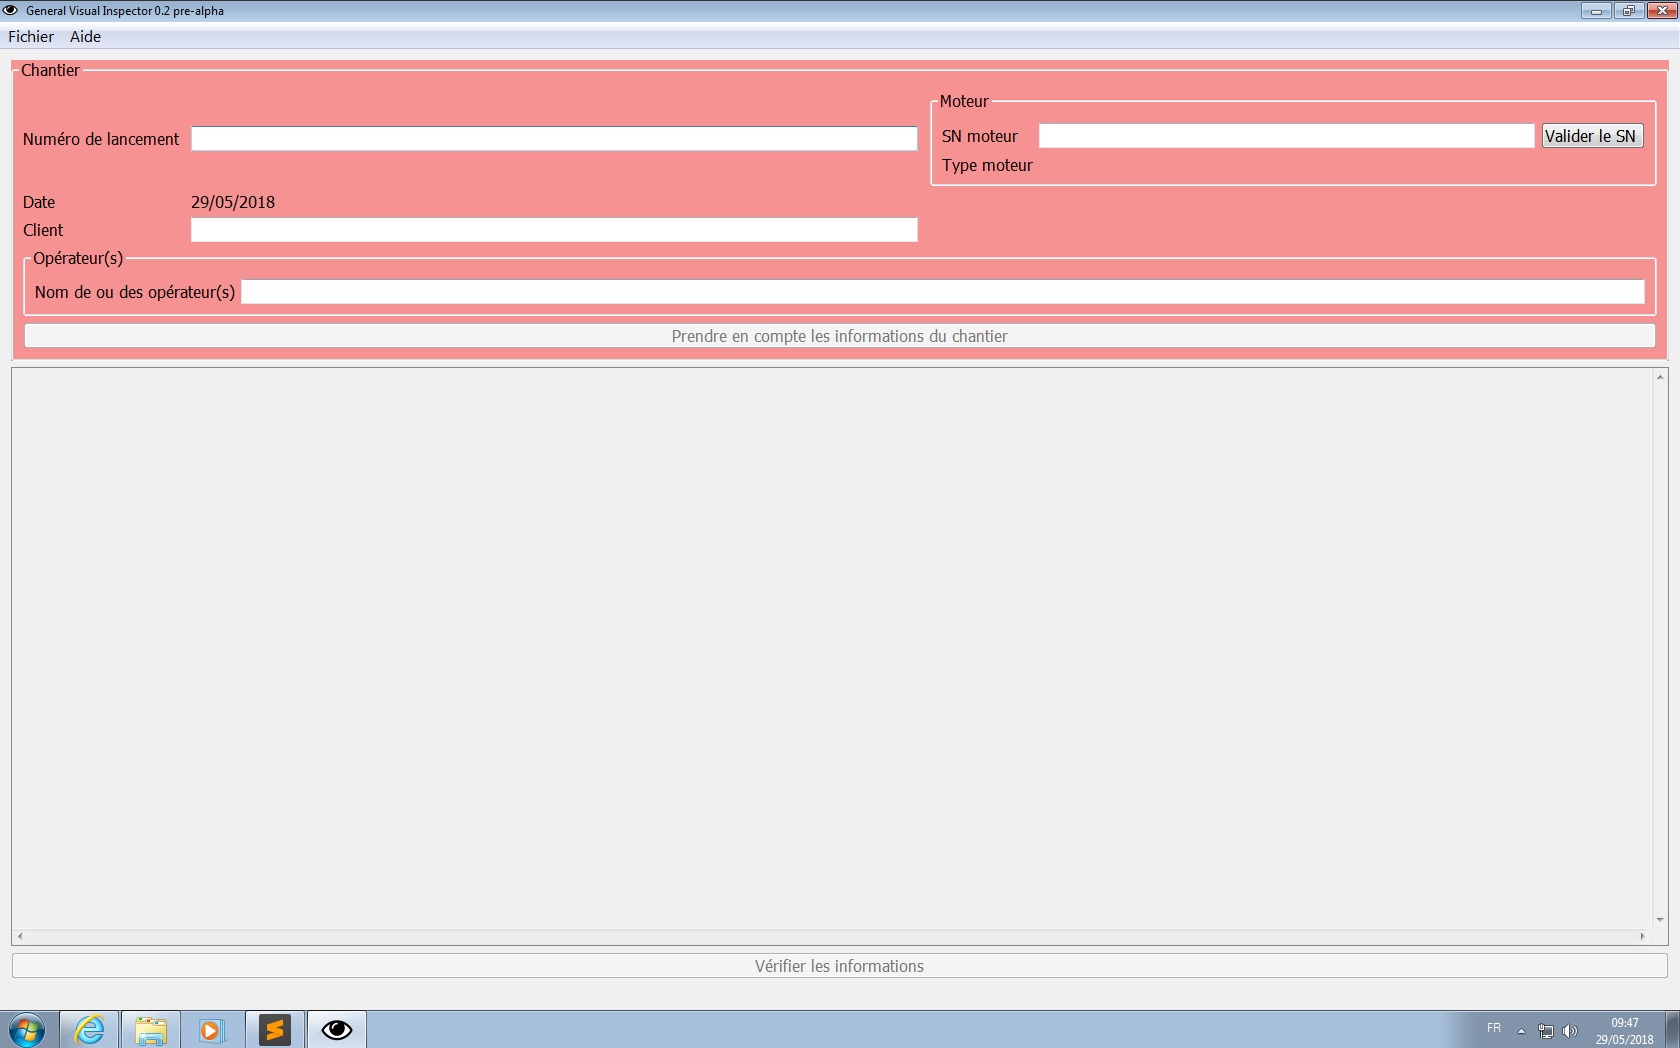 General Visual Inspector 0.2 pre-alpha
Fichier Aide
Chantier
Moteur
Numéro de lancement
SN moteur
Valider le SN
Type moteur
Date 29/05/2018
Client
Opérateur(s)
Nom de ou des opérateur(s)
Prendre en compte les informations du chantier
Vérifier les informations
FR
09:47
29/05/2018